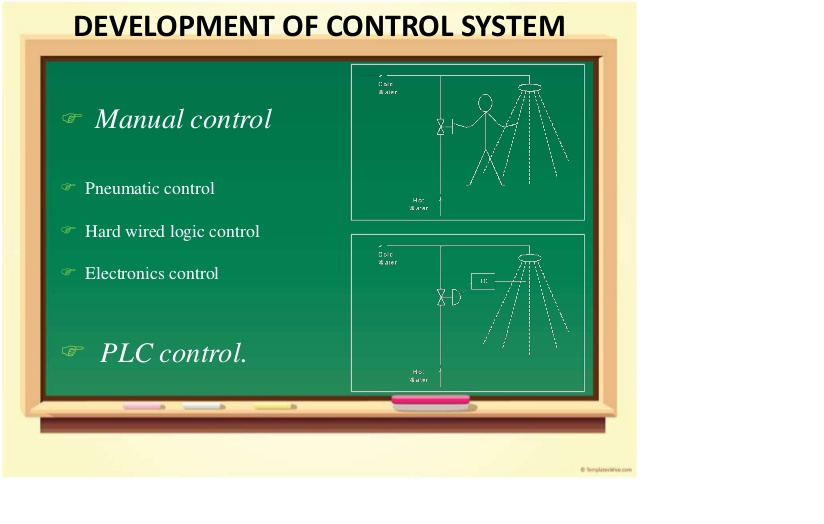 DEVELOPMENT OF CONTROL SYSTEM
Manual control
Pneumatic control
Hard wired logic control
Electronics control
PLC control.
Cold
Water
Hot
Water
Cold
Water
Hot
Water
© TemplatesWise.com